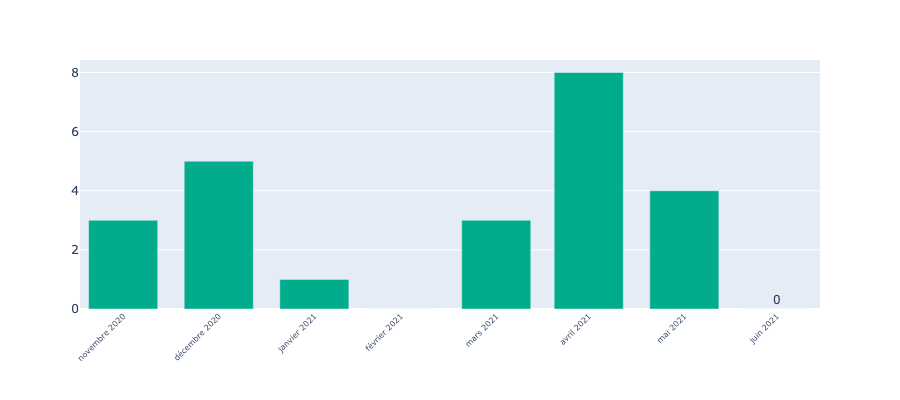 8
6
4
2
0
0
novembre 2020
décembre 2020
janvier 2021
février 2021
mars 2021
avril 2021
mai 2021
juin 2021